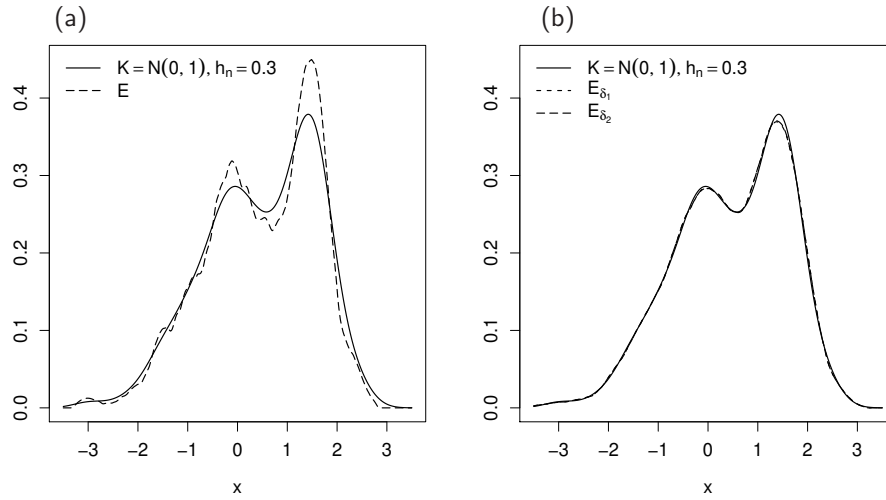 (a)
K = N(0, 1), hₙ = 0.3
E
0.0 0.1 0.2 0.3 0.4
−3 −2 −1 0 1 2 3
x
(b)
K = N(0, 1), hₙ = 0.3
E_δ₁
E_δ₂
0.0 0.1 0.2 0.3 0.4
−3 −2 −1 0 1 2 3
x